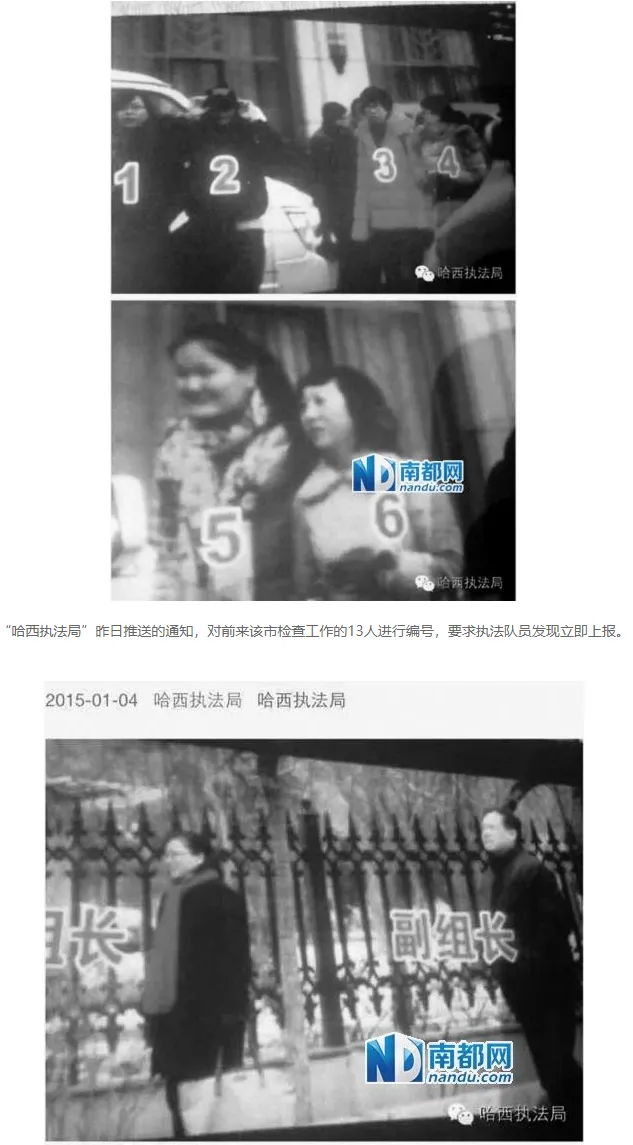 1
2
3
4
哈西执法局
南都网
nandu.com
5
6
哈西执法局
“哈西执法局”昨日推送的通知，对前来该市检查工作的13人进行编号，要求执法队员发现立即上报。
2015-01-04 哈西执法局 哈西执法局
组长
副组长
南都网
nandu.com
哈西执法局